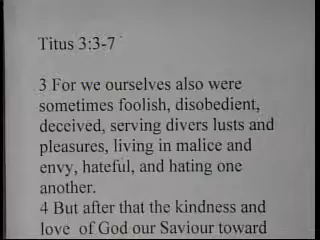 Titus 3:3-7
3 For we ourselves also were
sometimes foolish, disobedient,
deceived, serving divers lusts and
pleasures, living in malice and
envy, hateful, and hating one
another.
4 But after that the kindness and
love of God our Saviour toward